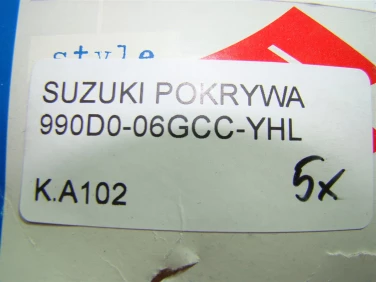 style
SUZUKI POKRYWA
990D0-06GCC-YHL
K.A102
5x